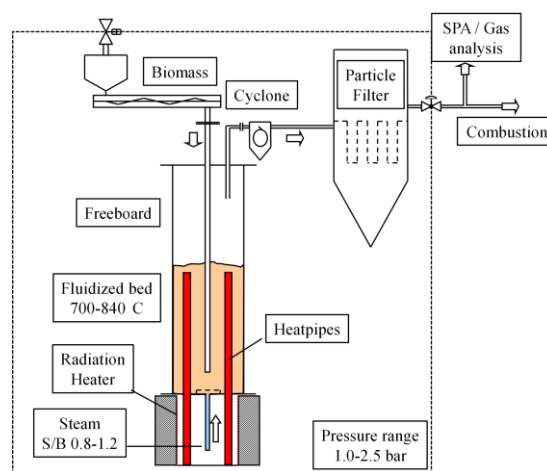 SPA / Gas
analysis
Biomass
Cyclone
Particle
Filter
Combustion
Freeboard
Fluidized bed
700-840 C
Heatpipes
Radiation
Heater
Steam
S/B 0.8-1.2
Pressure range
1.0-2.5 bar